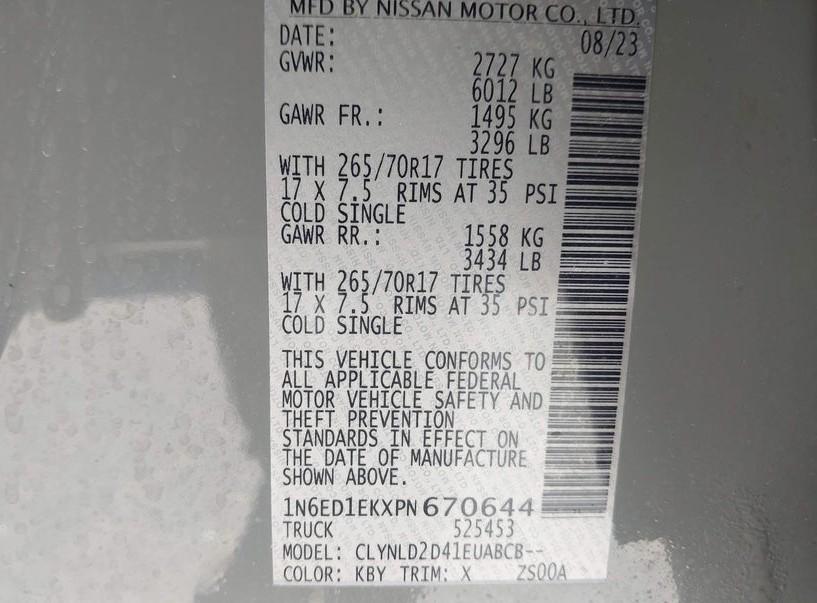 MFD BY NISSAN MOTOR CO., LTD.
DATE: 08/23
GVWR: 2727 KG
6012 LB
GAWR FR.: 1495 KG
3296 LB
WITH 265/70R17 TIRES
17 X 7.5 RIMS AT 35 PSI
COLD SINGLE
GAWR RR.: 1558 KG
3434 LB
WITH 265/70R17 TIRES
17 X 7.5 RIMS AT 35 PSI
COLD SINGLE
THIS VEHICLE CONFORMS TO
ALL APPLICABLE FEDERAL
MOTOR VEHICLE SAFETY AND
THEFT PREVENTION
STANDARDS IN EFFECT ON
THE DATE OF MANUFACTURE
SHOWN ABOVE.
1N6ED1EKXPN670644
TRUCK 525453
MODEL: CLYNLD2D41EUABCB--
COLOR: KBY TRIM: X ZS00A